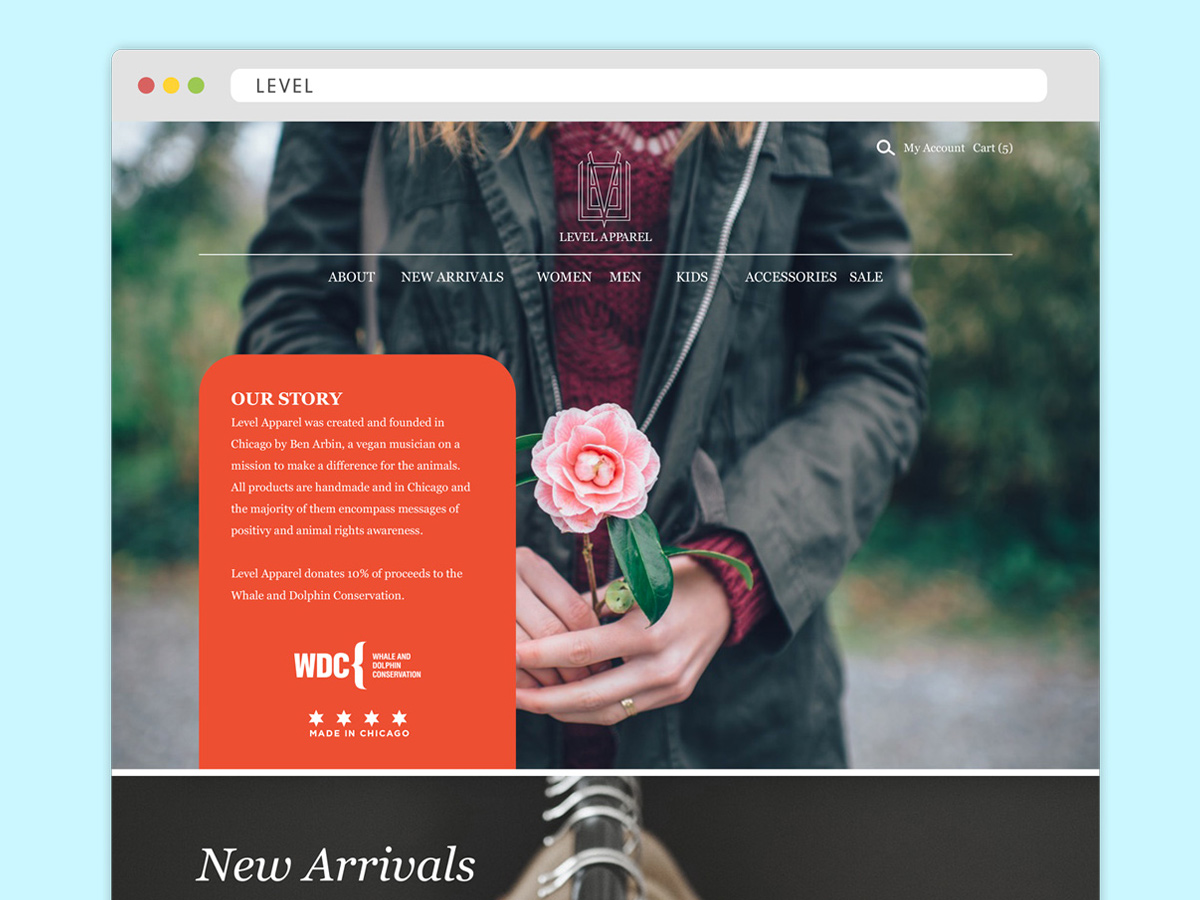 LEVEL
My Account Cart (5)
LEVEL APPAREL
ABOUT NEW ARRIVALS WOMEN MEN KIDS ACCESSORIES SALE
OUR STORY
Level Apparel was created and founded in
Chicago by Ben Arbin, a vegan musician on a
mission to make a difference for the animals.
All products are handmade and in Chicago and
the majority of them encompass messages of
positivy and animal rights awareness.
Level Apparel donates 10% of proceeds to the
Whale and Dolphin Conservation.
WDC
WHALE AND
DOLPHIN
CONSERVATION
MADE IN CHICAGO
New Arrivals